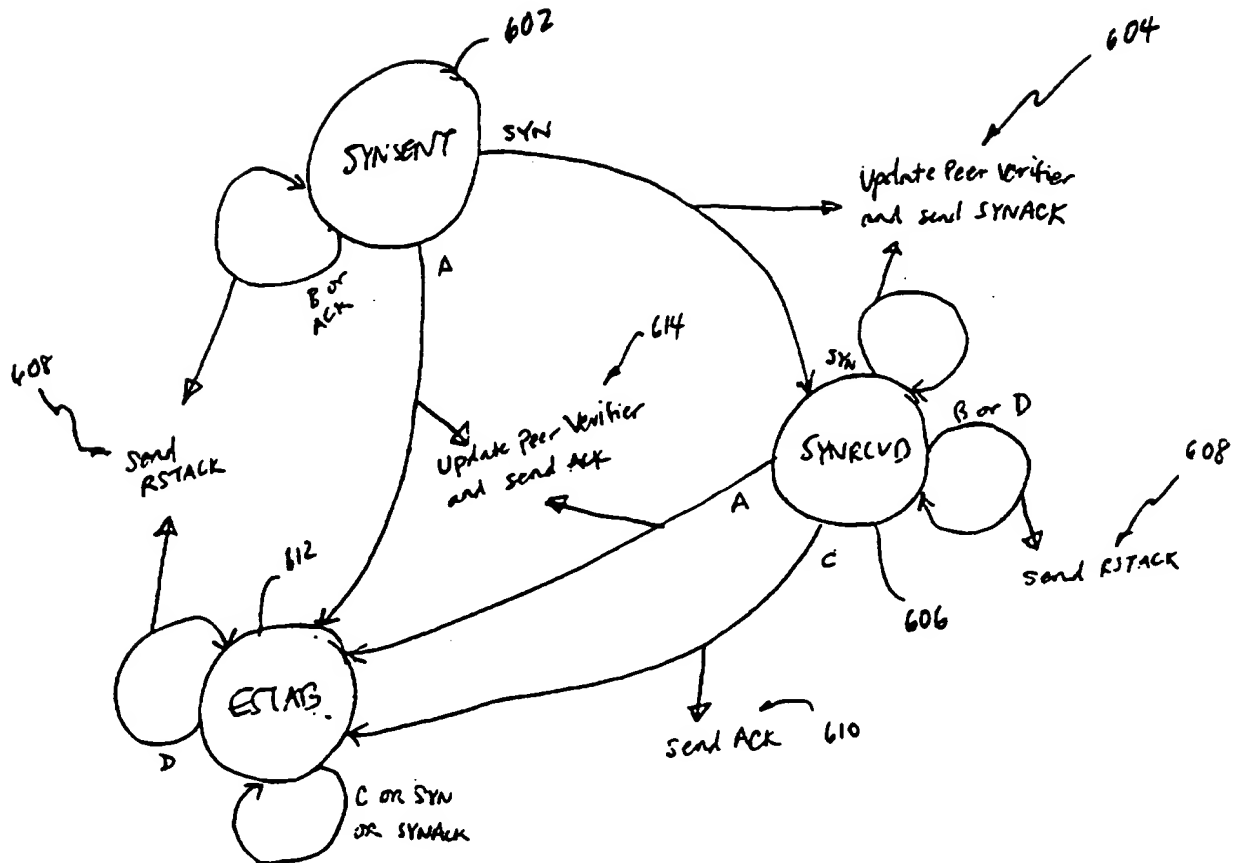 602
604
SYNSENT
SYN
Update Peer Verifier
and send SYNACK
A
B or
ACK
614
608
SYN
B or D
Send
RSTACK
Update Peer Verifier
and send ACK
SYNRCVD
608
A
C
Send RSTACK
612
606
ESTAB
Send ACK
610
D
C OR SYN
OR SYNACK